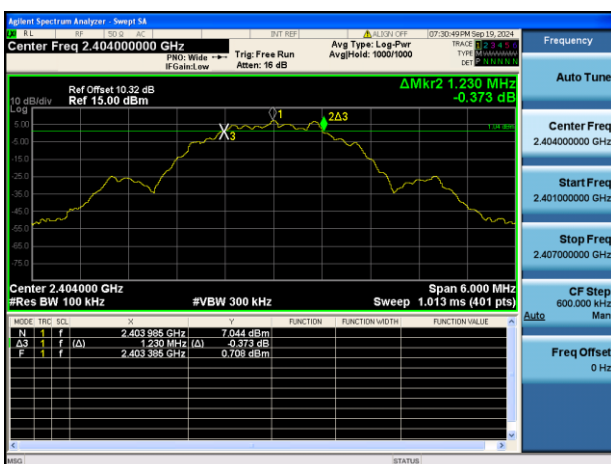 Agilent Spectrum Analyzer - Swept SA
RL RF 50 Ω AC INT REF ALIGN OFF 07:30:49 PM Sep 19, 2024
Center Freq 2.404000000 GHz
PNO: Wide
IFGain:Low
Trig: Free Run
Atten: 16 dB
Avg Type: Log-Pwr
Avg|Hold: 1000/1000
TRACE 1 2 3 4 5 6
TYPE M
DET P N N N N N
Ref Offset 10.32 dB
Ref 15.00 dBm
ΔMkr2 1.230 MHz
-0.373 dB
10 dB/div
Log
1
2Δ3
3
5.00
-5.00
-15.0
-25.0
-35.0
-45.0
-55.0
-65.0
-75.0
Center 2.404000 GHz
#Res BW 100 kHz
#VBW 300 kHz
Span 6.000 MHz
Sweep 1.013 ms (401 pts)
MODE TRC SCL X Y FUNCTION FUNCTION WIDTH FUNCTION VALUE
N 1 f 2.403 985 GHz 7.044 dBm
Δ3 1 f (Δ) 1.230 MHz (Δ) -0.373 dB
F 1 f 2.403 385 GHz 0.708 dBm
MSG
STATUS
Frequency
Auto Tune
Center Freq
2.404000000 GHz
Start Freq
2.401000000 GHz
Stop Freq
2.407000000 GHz
CF Step
600.000 kHz
Auto Man
Freq Offset
0 Hz